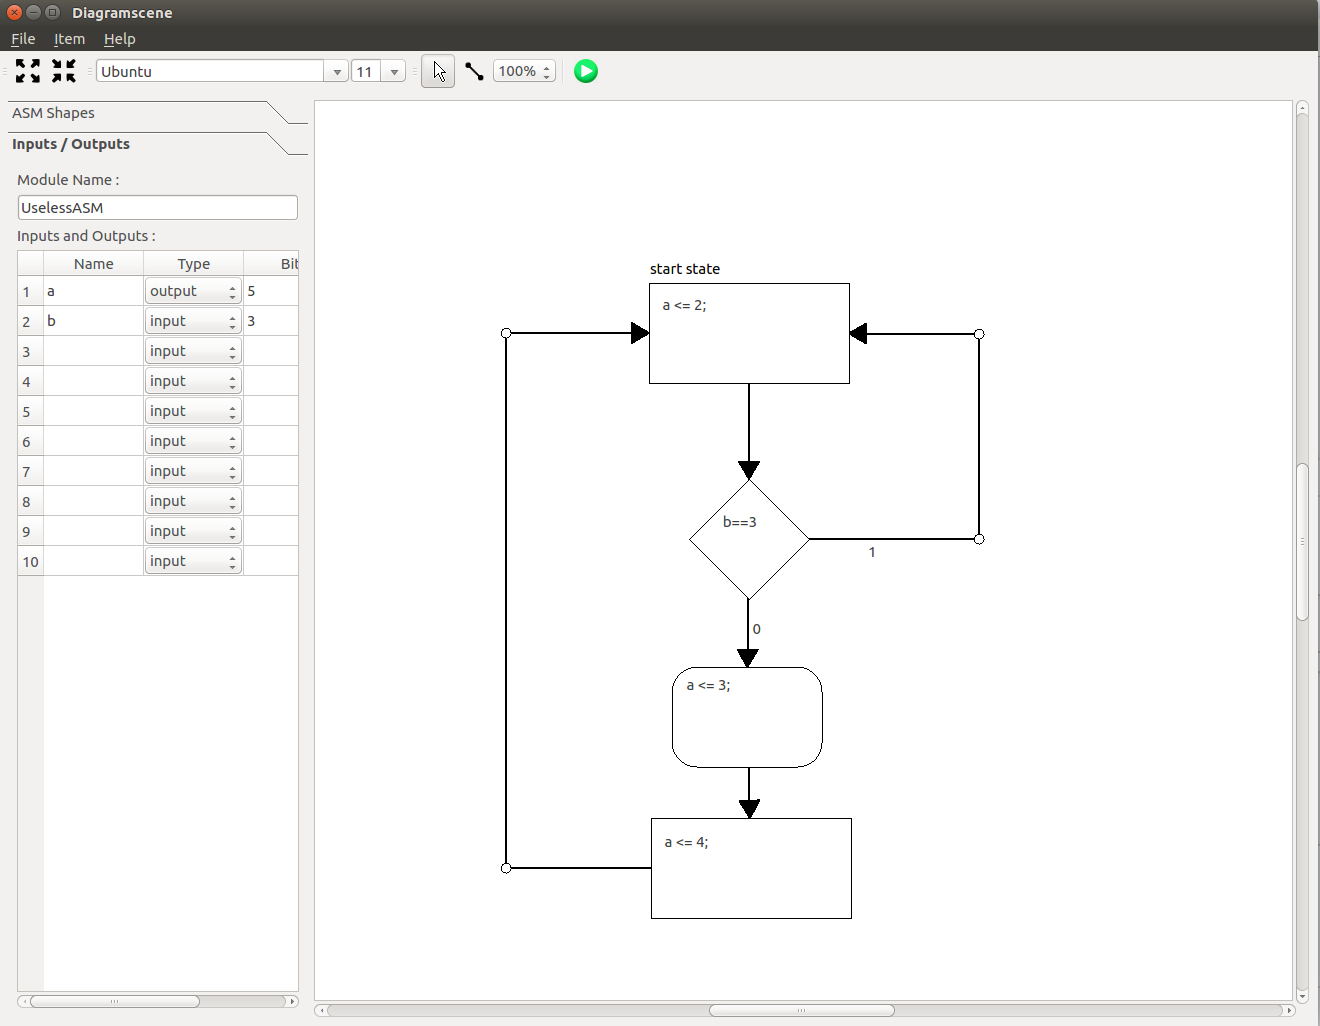 Diagramscene
File Item Help
Ubuntu 11 100%
ASM Shapes
Inputs / Outputs
Module Name :
UselessASM
Inputs and Outputs :
Name Type Bit
1 a output 5
2 b input 3
3 input
4 input
5 input
6 input
7 input
8 input
9 input
10 input
start state
a <= 2;
b==3
1
0
a <= 3;
a <= 4;